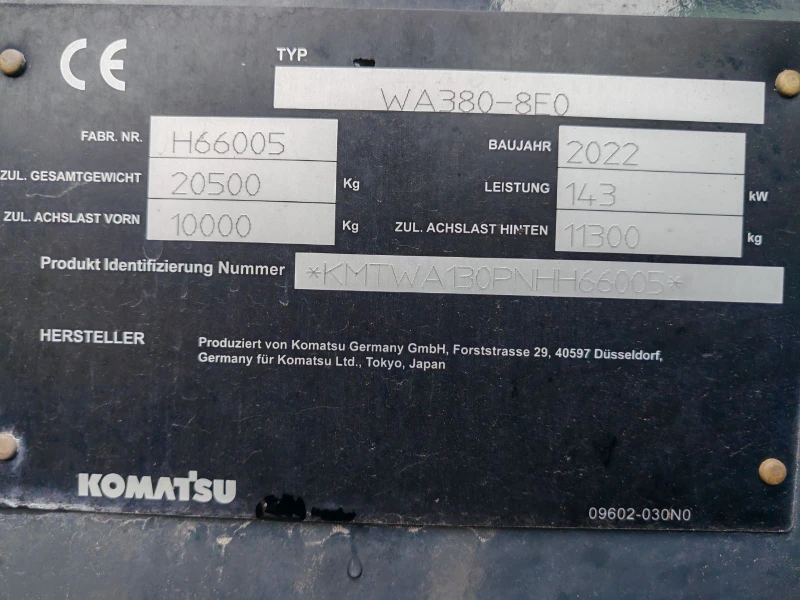 CE
TYP WA380-8E0
FABR. NR. H66005 BAUJAHR 2022
ZUL. GESAMTGEWICHT 20500 Kg LEISTUNG 143 kW
ZUL. ACHSLAST VORN 10000 Kg ZUL. ACHSLAST HINTEN 11300 kg
Produkt Identifizierung Nummer *KMTWA130PNHH66005*
HERSTELLER Produziert von Komatsu Germany GmbH, Forststrasse 29, 40597 Düsseldorf,
Germany für Komatsu Ltd., Tokyo, Japan
KOMATSU
09602-030N0